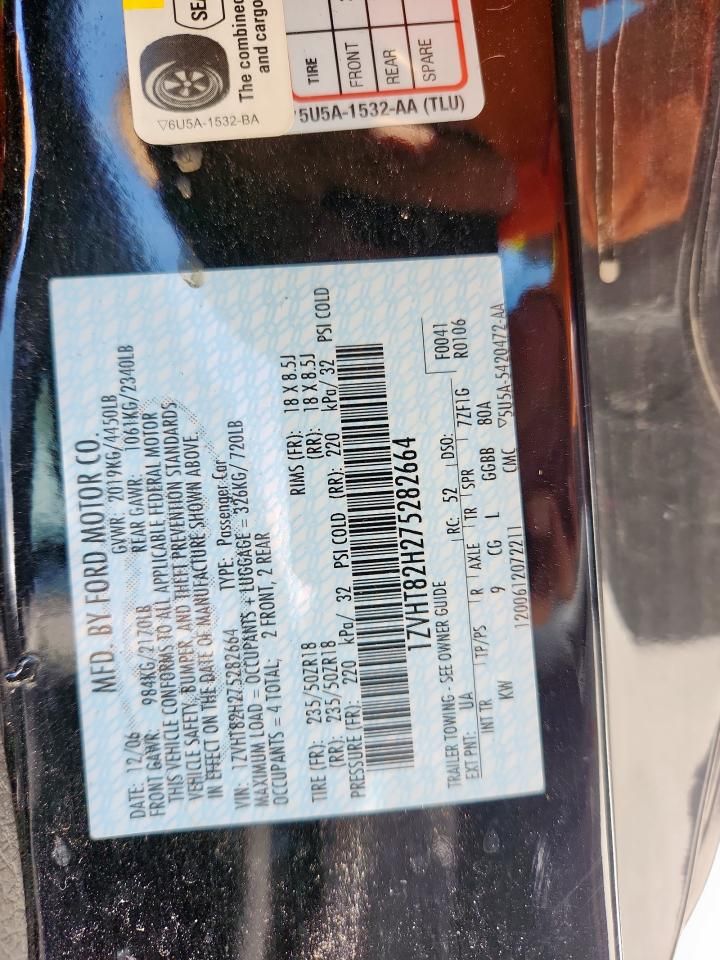 MFD. BY FORD MOTOR CO.
DATE: 12/06 GVWR: 2019KG/4450LB
FRONT GAWR: 984KG/2170LB REAR GAWR: 1061KG/2340LB
THIS VEHICLE CONFORMS TO ALL APPLICABLE FEDERAL MOTOR
VEHICLE SAFETY, BUMPER, AND THEFT PREVENTION STANDARDS
IN EFFECT ON THE DATE OF MANUFACTURE SHOWN ABOVE.
VIN: 1ZVHT82H275282664 TYPE: Passenger Car
MAXIMUM LOAD = OCCUPANTS + LUGGAGE = 326KG/ 720LB
OCCUPANTS = 4 TOTAL; 2 FRONT, 2 REAR
TIRE (FR): 235/50ZR18 RIMS (FR): 18 X 8.5J
(RR): 235/50ZR18 (RR): 18 X 8.5J
PRESSURE (FR): 220 kPa/ 32 PSI COLD (RR): 220 kPa/ 32 PSI COLD
1ZVHT82H275282664
TRAILER TOWING - SEE OWNER GUIDE F0041
EXT PNT: UA RC: 52 DSO: R0106
INT TR TP/PS R AXLE TR SPR 7ZF1G
KW 9 CG L GGBB 80A
1200612072211 CMC ▽5U5A-5420472-AA
SEA
The combined
and cargo
▽6U5A-1532-BA
TIRE
FRONT
REAR
SPARE
5U5A-1532-AA (TLU)